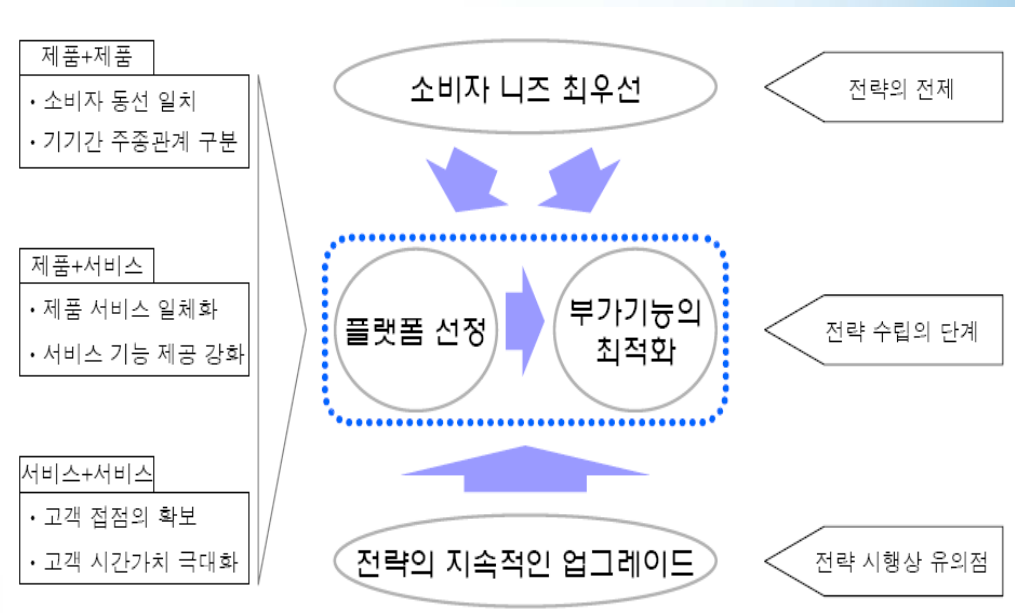 제품+제품
• 소비자 동선 일치
• 기기간 주종관계 구분
제품+서비스
• 제품 서비스 일체화
• 서비스 기능 제공 강화
서비스+서비스
• 고객 접점의 확보
• 고객 시간가치 극대화
소비자 니즈 최우선
플랫폼 선정
부가기능의
최적화
전략의 지속적인 업그레이드
전략의 전제
전략 수립의 단계
전략 시행상 유의점